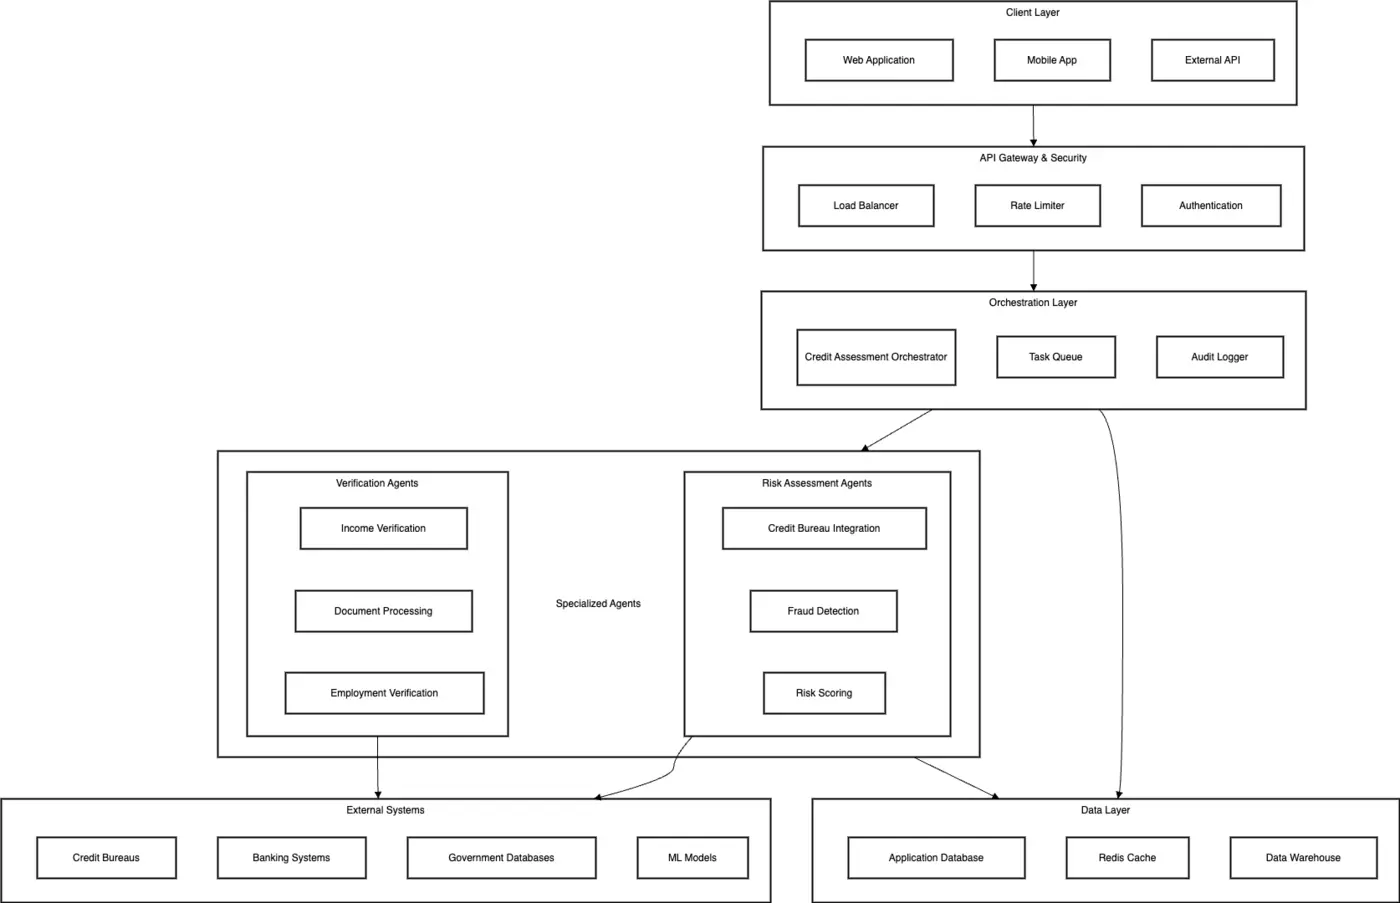 Client Layer
Web Application
Mobile App
External API
API Gateway & Security
Load Balancer
Rate Limiter
Authentication
Orchestration Layer
Credit Assessment Orchestrator
Task Queue
Audit Logger
Specialized Agents
Verification Agents
Income Verification
Document Processing
Employment Verification
Risk Assessment Agents
Credit Bureau Integration
Fraud Detection
Risk Scoring
External Systems
Credit Bureaus
Banking Systems
Government Databases
ML Models
Data Layer
Application Database
Redis Cache
Data Warehouse